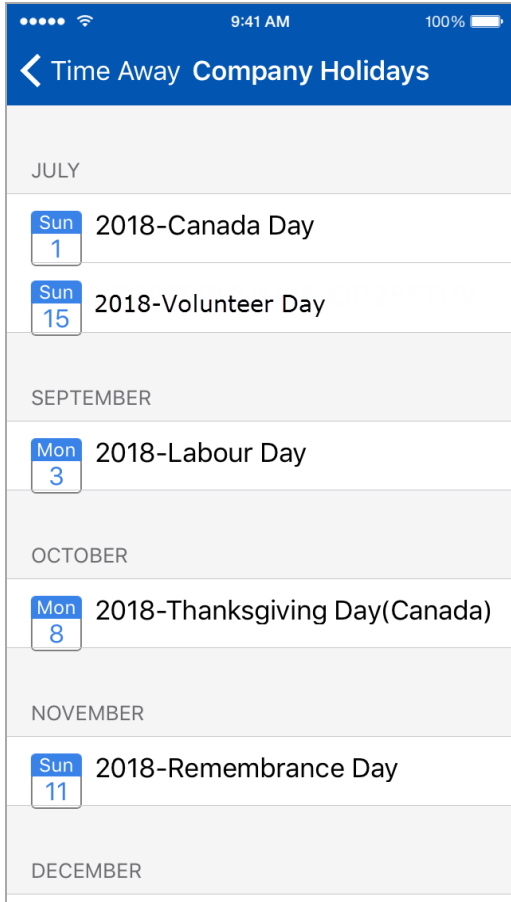 9:41 AM
100%
Time Away Company Holidays
JULY
Sun
1
2018-Canada Day
Sun
15
2018-Volunteer Day
SEPTEMBER
Mon
3
2018-Labour Day
OCTOBER
Mon
8
2018-Thanksgiving Day(Canada)
NOVEMBER
Sun
11
2018-Remembrance Day
DECEMBER